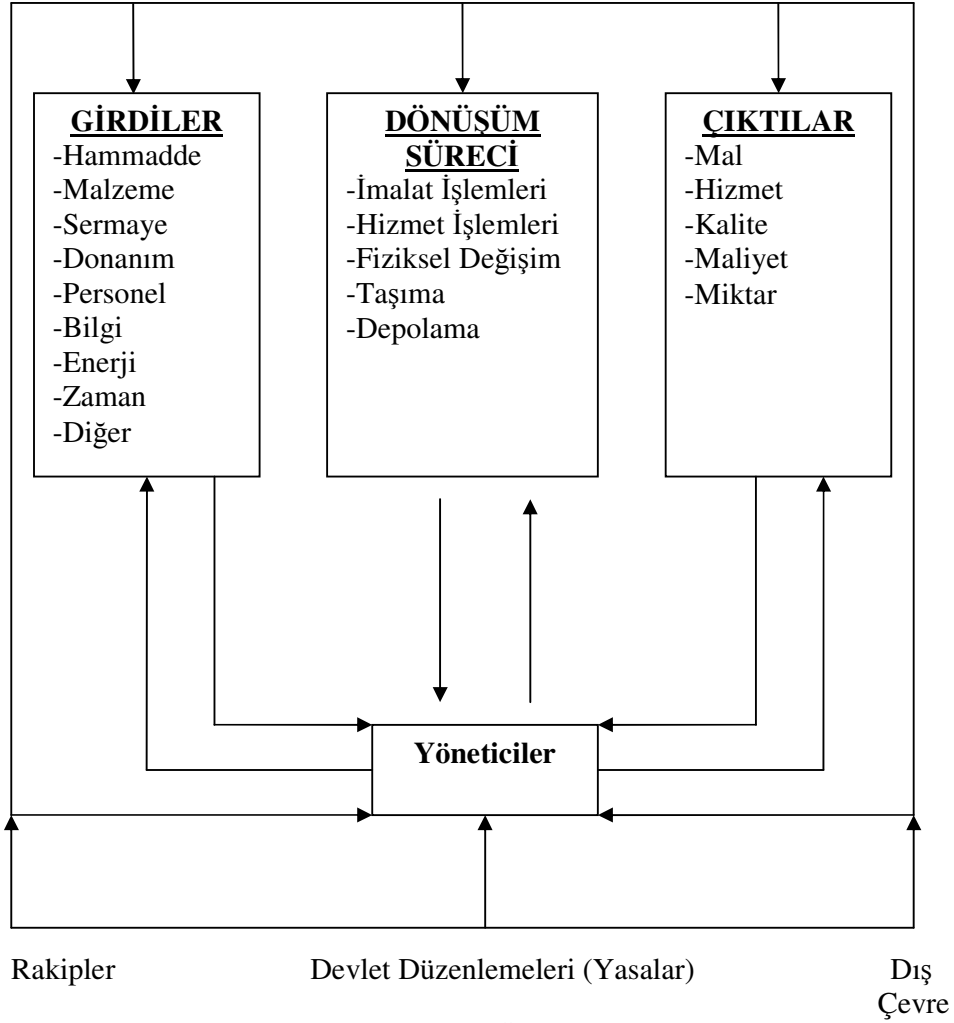 GİRDİLER
-Hammadde
-Malzeme
-Sermaye
-Donanım
-Personel
-Bilgi
-Enerji
-Zaman
-Diğer
DÖNÜŞÜM
SÜRECİ
-İmalat İşlemleri
-Hizmet İşlemleri
-Fiziksel Değişim
-Taşıma
-Depolama
ÇIKTILAR
-Mal
-Hizmet
-Kalite
-Maliyet
-Miktar
Yöneticiler
Rakipler
Devlet Düzenlemeleri (Yasalar)
Dış
Çevre